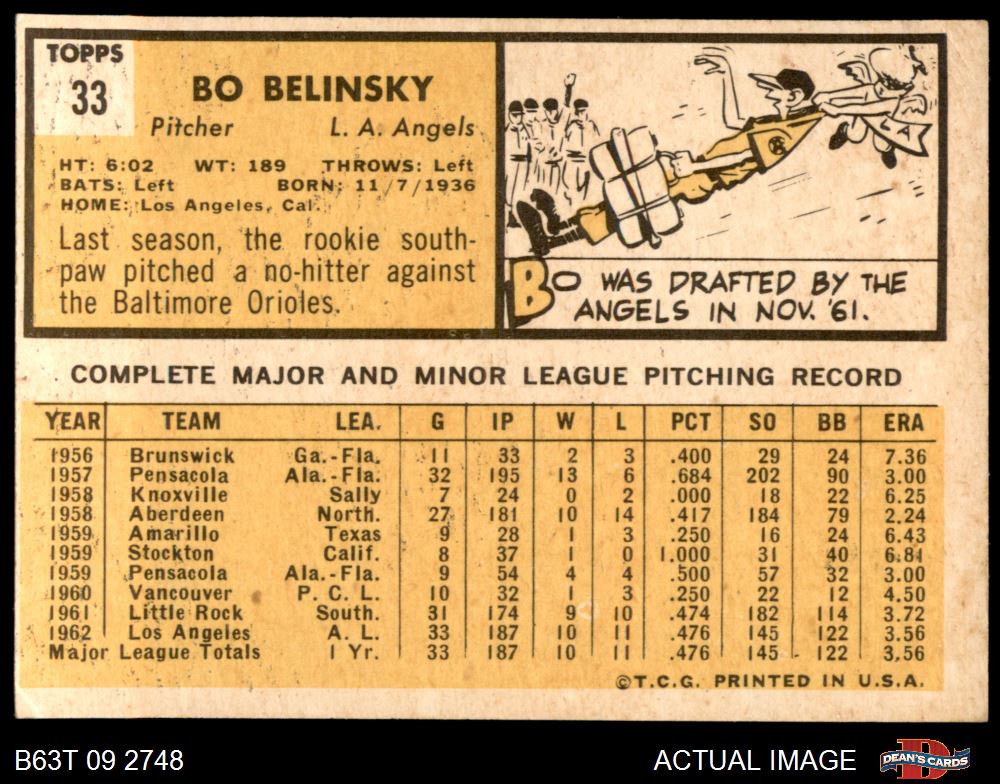 TOPPS
33
BO BELINSKY
Pitcher L. A. Angels
HT: 6:02 WT: 189 THROWS: Left
BATS: Left BORN: 11/7/1936
HOME: Los Angeles, Cal.
Last season, the rookie south-
paw pitched a no-hitter against
the Baltimore Orioles.
LA
BO WAS DRAFTED BY THE
ANGELS IN NOV. '61.
COMPLETE MAJOR AND MINOR LEAGUE PITCHING RECORD
YEAR TEAM LEA. G IP W L PCT SO BB ERA
1956 Brunswick Ga.-Fla. 11 33 2 3 .400 29 24 7.36
1957 Pensacola Ala.-Fla. 32 195 13 6 .684 202 90 3.00
1958 Knoxville Sally 7 24 0 2 .000 18 22 6.25
1958 Aberdeen North. 27 181 10 14 .417 184 79 2.24
1959 Amarillo Texas 9 28 1 3 .250 16 24 6.43
1959 Stockton Calif. 8 37 1 0 1.000 31 40 6.81
1959 Pensacola Ala.-Fla. 9 54 4 4 .500 57 32 3.00
1960 Vancouver P. C. L. 10 32 1 3 .250 22 12 4.50
1961 Little Rock South. 31 174 9 10 .474 182 114 3.72
1962 Los Angeles A. L. 33 187 10 11 .476 145 122 3.56
Major League Totals 1 Yr. 33 187 10 11 .476 145 122 3.56
©T.C.G. PRINTED IN U.S.A.
B63T 09 2748 ACTUAL IMAGE DEAN'S CARDS